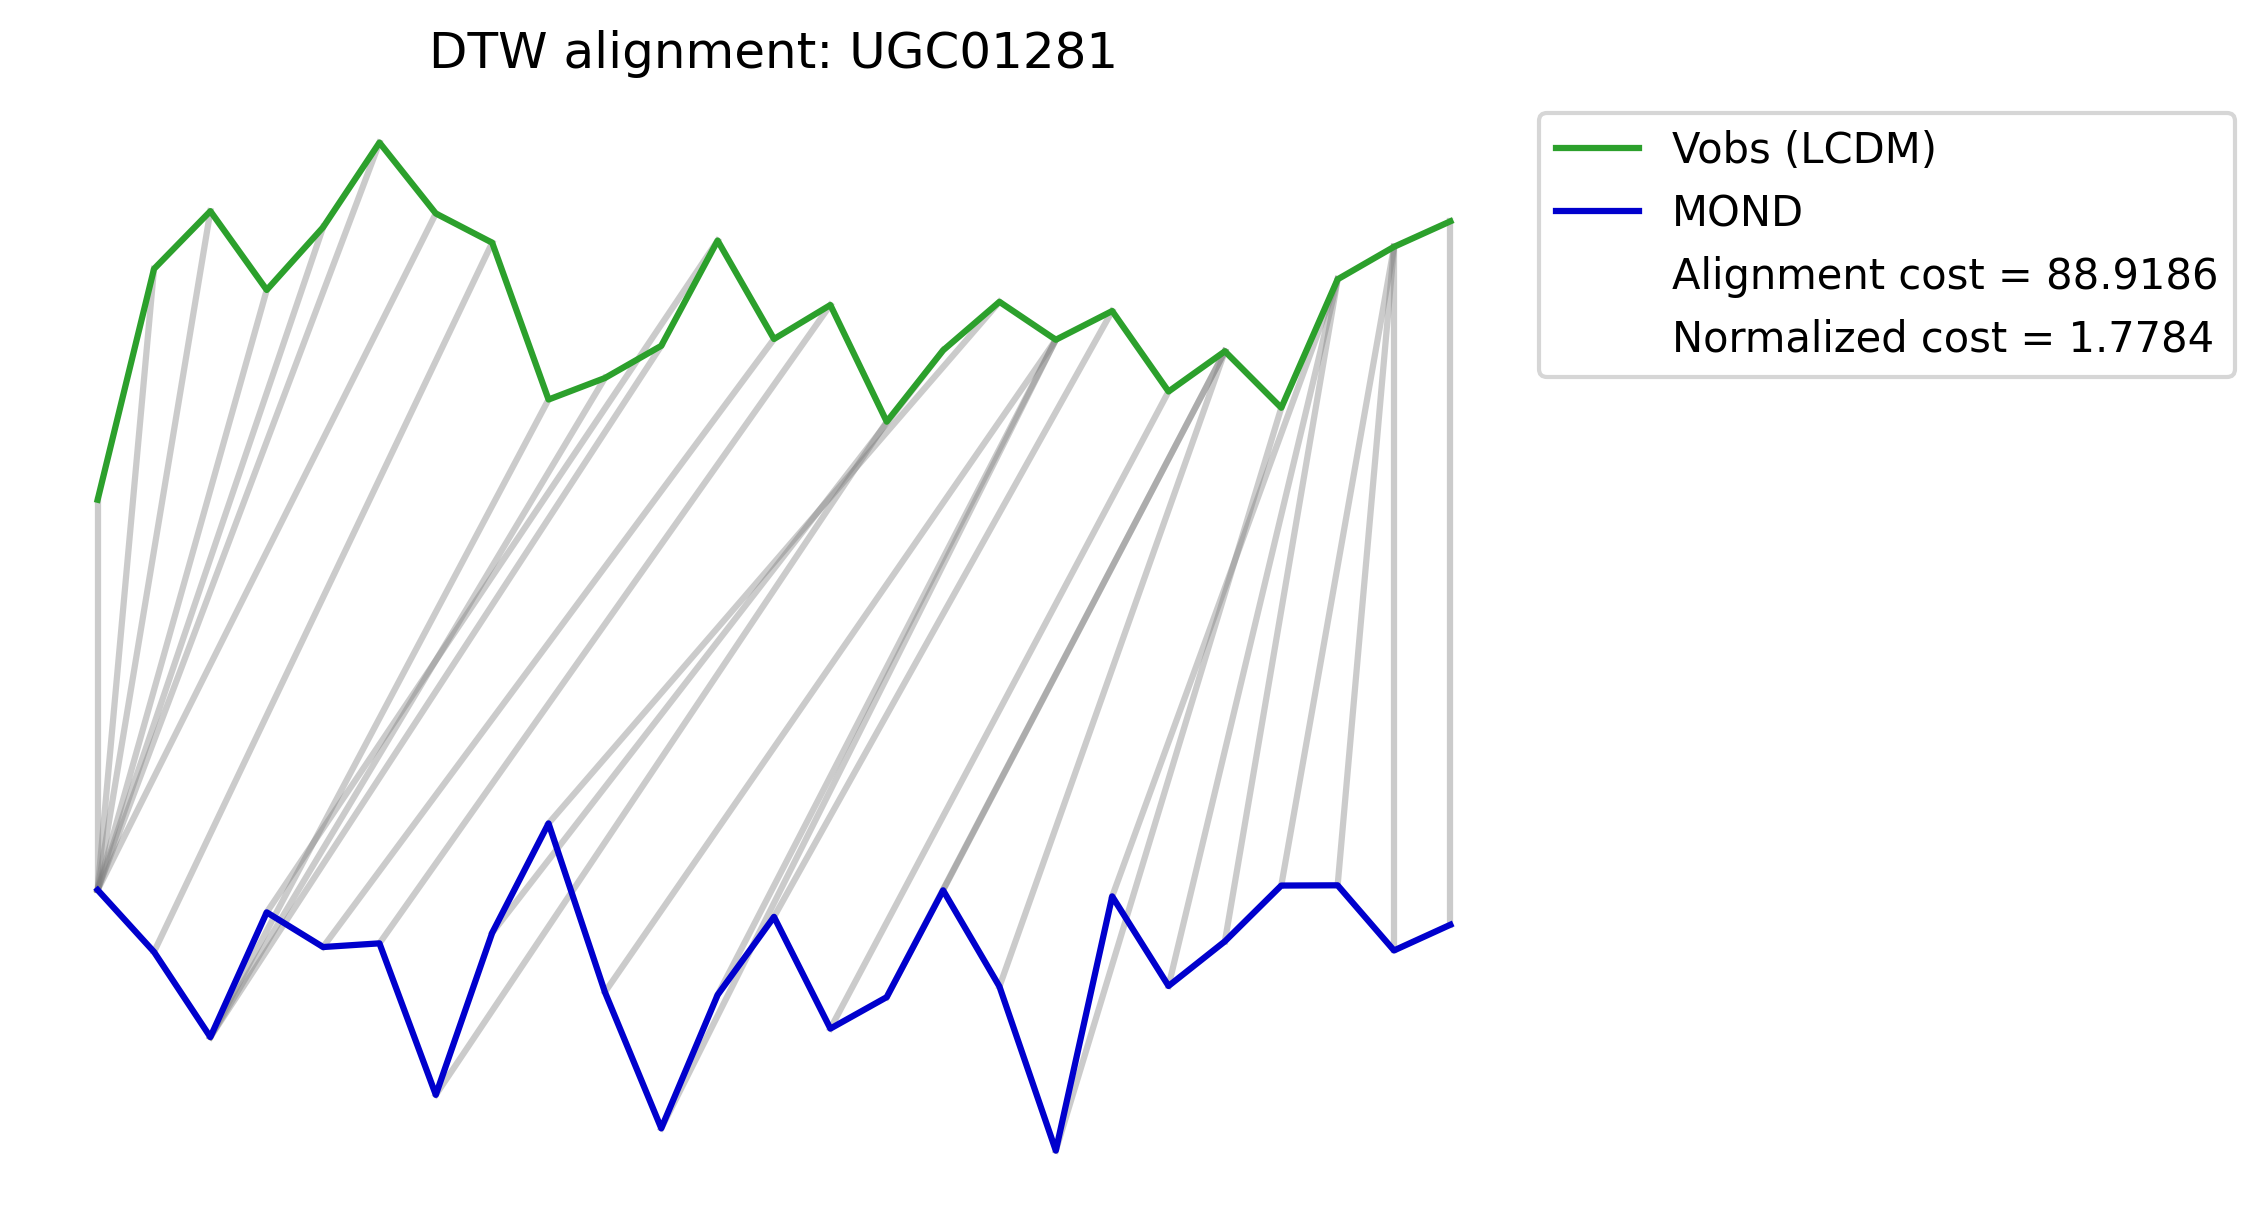 DTW alignment: UGC01281
Vobs (LCDM)
MOND
Alignment cost = 88.9186
Normalized cost = 1.7784